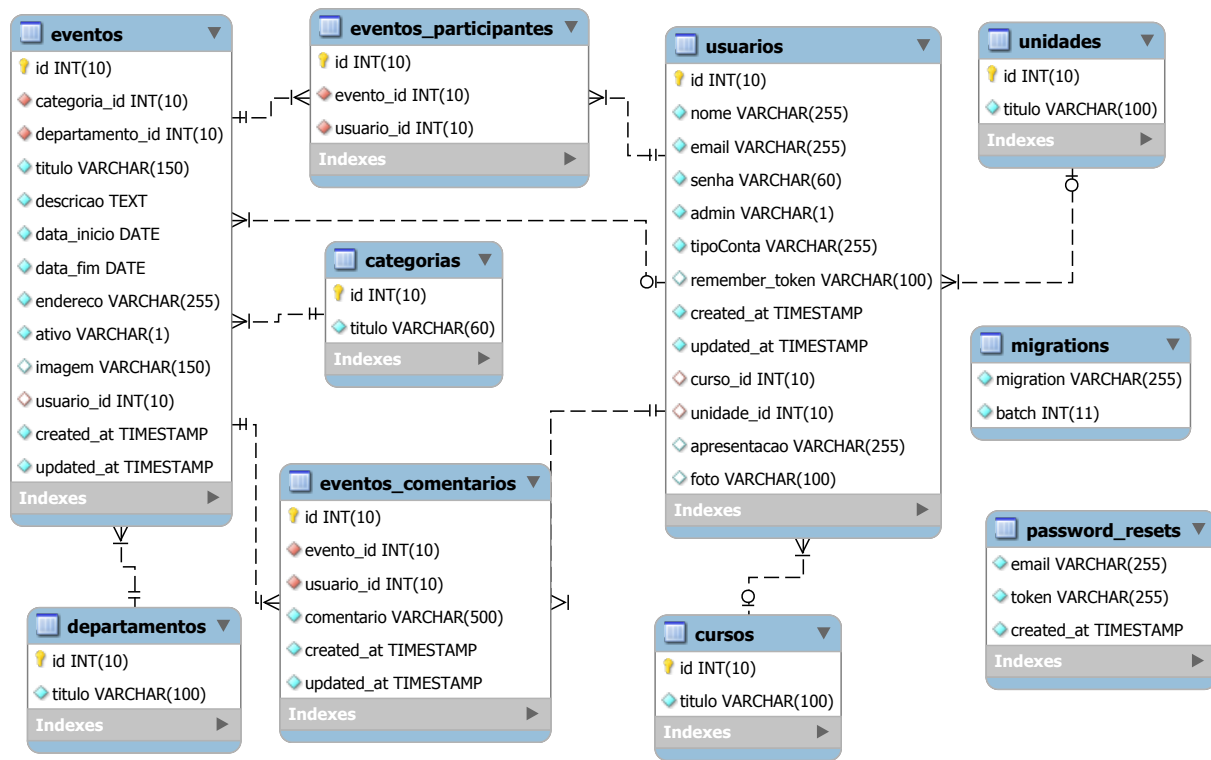 eventos
id INT(10)
categoria_id INT(10)
departamento_id INT(10)
titulo VARCHAR(150)
descricao TEXT
data_inicio DATE
data_fim DATE
endereco VARCHAR(255)
ativo VARCHAR(1)
imagem VARCHAR(150)
usuario_id INT(10)
created_at TIMESTAMP
updated_at TIMESTAMP
Indexes
eventos_participantes
id INT(10)
evento_id INT(10)
usuario_id INT(10)
Indexes
categorias
id INT(10)
titulo VARCHAR(60)
Indexes
eventos_comentarios
id INT(10)
evento_id INT(10)
usuario_id INT(10)
comentario VARCHAR(500)
created_at TIMESTAMP
updated_at TIMESTAMP
Indexes
departamentos
id INT(10)
titulo VARCHAR(100)
Indexes
usuarios
id INT(10)
nome VARCHAR(255)
email VARCHAR(255)
senha VARCHAR(60)
admin VARCHAR(1)
tipoConta VARCHAR(255)
remember_token VARCHAR(100)
created_at TIMESTAMP
updated_at TIMESTAMP
curso_id INT(10)
unidade_id INT(10)
apresentacao VARCHAR(255)
foto VARCHAR(100)
Indexes
cursos
id INT(10)
titulo VARCHAR(100)
Indexes
unidades
id INT(10)
titulo VARCHAR(100)
Indexes
migrations
migration VARCHAR(255)
batch INT(11)
password_resets
email VARCHAR(255)
token VARCHAR(255)
created_at TIMESTAMP
Indexes